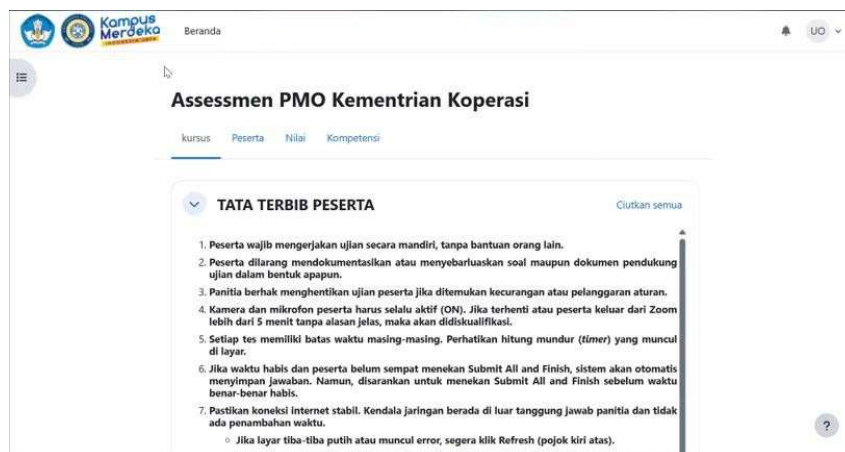 Kampus
Merdeka
INDONESIA JAYA
Beranda
UO
Assessmen PMO Kementrian Koperasi
kursus Peserta Nilai Kompetensi
TATA TERBIB PESERTA
Ciutkan semua
1. Peserta wajib mengerjakan ujian secara mandiri, tanpa bantuan orang lain.
2. Peserta dilarang mendokumentasikan atau menyebarluaskan soal maupun dokumen pendukung
ujian dalam bentuk apapun.
3. Panitia berhak menghentikan ujian peserta jika ditemukan kecurangan atau pelanggaran aturan.
4. Kamera dan mikrofon peserta harus selalu aktif (ON). Jika terhenti atau peserta keluar dari Zoom
lebih dari 5 menit tanpa alasan jelas, maka akan didiskualifikasi.
5. Setiap tes memiliki batas waktu masing-masing. Perhatikan hitung mundur (timer) yang muncul
di layar.
6. Jika waktu habis dan peserta belum sempat menekan Submit All and Finish, sistem akan otomatis
menyimpan jawaban. Namun, disarankan untuk menekan Submit All and Finish sebelum waktu
benar-benar habis.
7. Pastikan koneksi internet stabil. Kendala jaringan berada di luar tanggung jawab panitia dan tidak
ada penambahan waktu.
◦ Jika layar tiba-tiba putih atau muncul error, segera klik Refresh (pojok kiri atas).
?